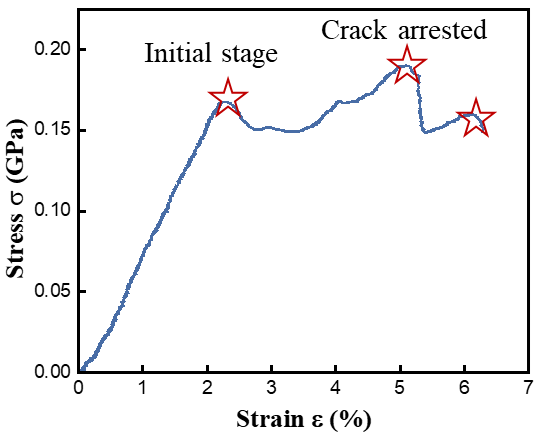 Crack arrested
Initial stage
0.20
0.15
0.10
0.05
0.00
Stress σ (GPa)
0 1 2 3 4 5 6 7
Strain ε (%)